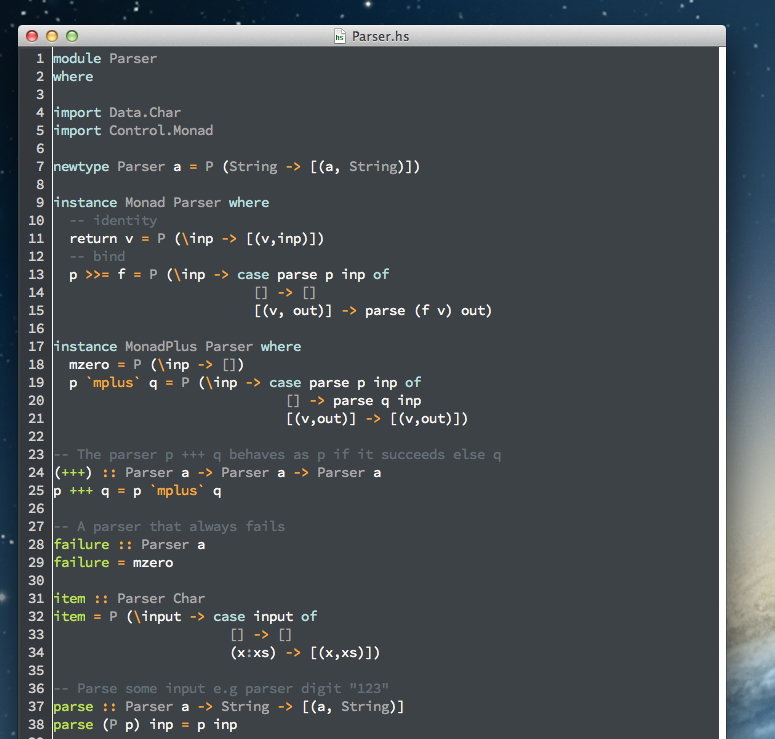 hs Parser.hs
1 module Parser
2 where
3
4 import Data.Char
5 import Control.Monad
6
7 newtype Parser a = P (String -> [(a, String)])
8
9 instance Monad Parser where
10   -- identity
11   return v = P (\inp -> [(v,inp)])
12   -- bind
13   p >>= f = P (\inp -> case parse p inp of
14                          [] -> []
15                          [(v, out)] -> parse (f v) out)
16
17 instance MonadPlus Parser where
18   mzero = P (\inp -> [])
19   p `mplus` q = P (\inp -> case parse p inp of
20                              [] -> parse q inp
21                              [(v,out)] -> [(v,out)])
22
23 -- The parser p +++ q behaves as p if it succeeds else q
24 (+++) :: Parser a -> Parser a -> Parser a
25 p +++ q = p `mplus` q
26
27 -- A parser that always fails
28 failure :: Parser a
29 failure = mzero
30
31 item :: Parser Char
32 item = P (\input -> case input of
33                       [] -> []
34                       (x:xs) -> [(x,xs)])
35
36 -- Parse some input e.g parser digit "123"
37 parse :: Parser a -> String -> [(a, String)]
38 parse (P p) inp = p inp